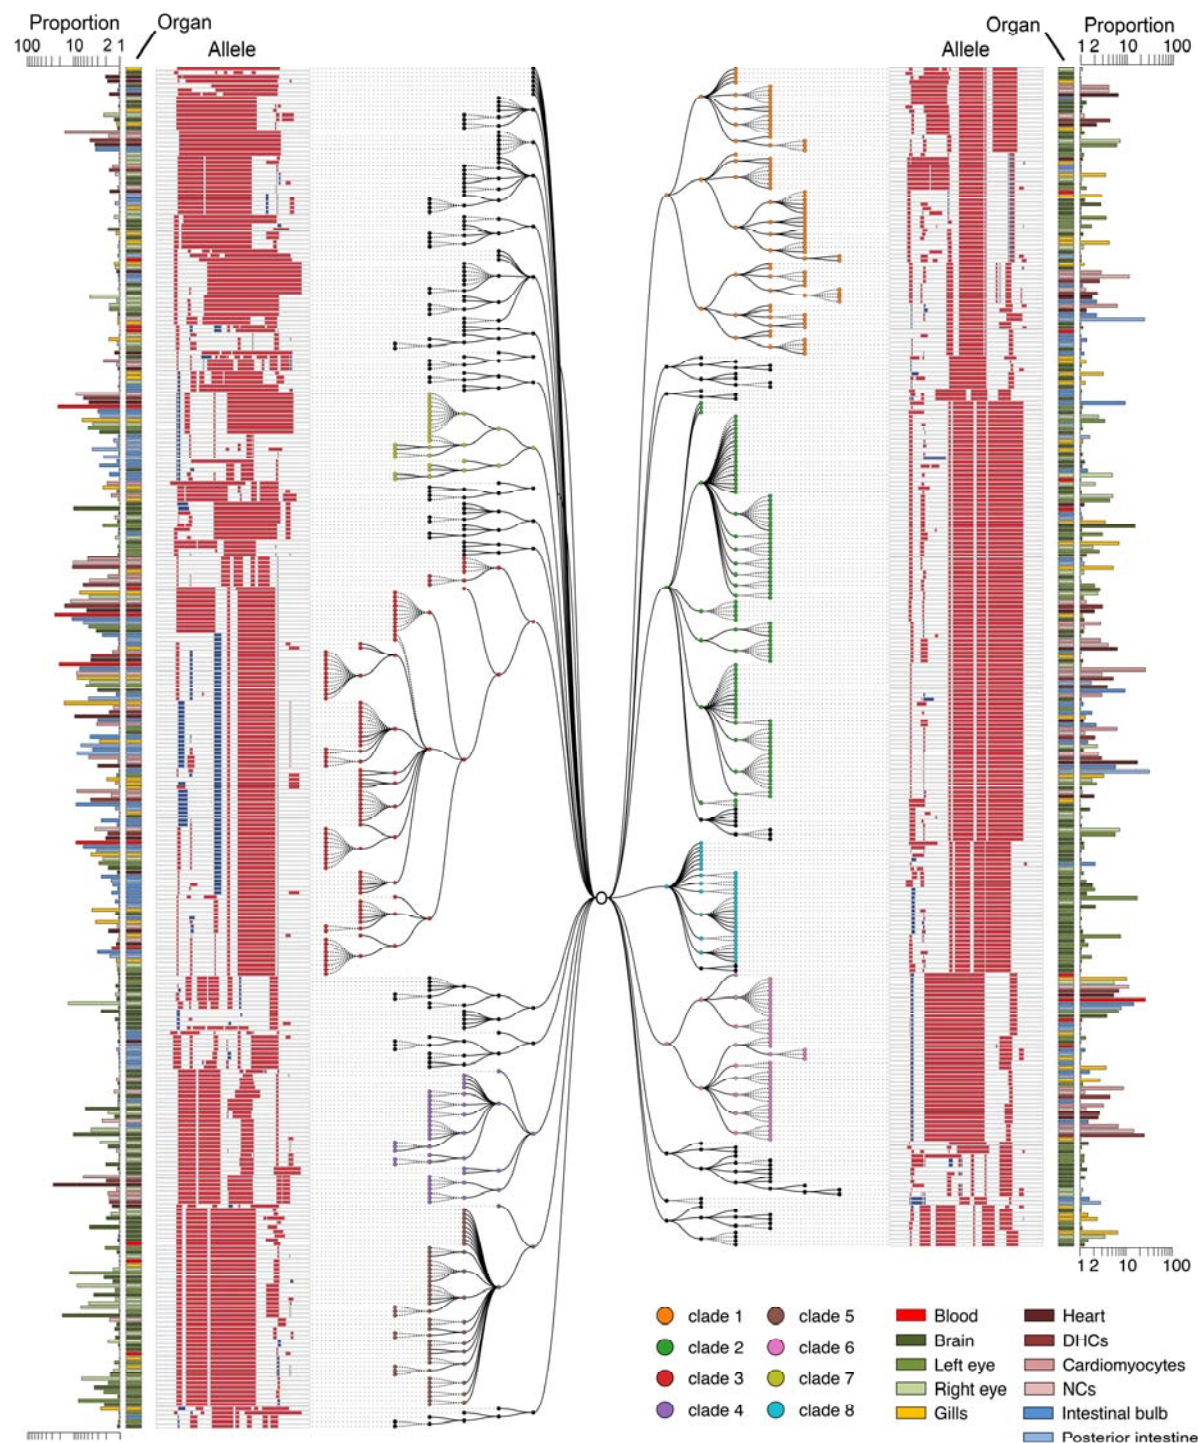 Proportion Organ Organ Proportion
100 10 2 1 Allele Allele 1 2 10 100
1 2 10 100
clade 1 clade 5 Blood Heart
clade 2 clade 6 Brain DHCs
clade 3 clade 7 Left eye Cardiomyocytes
clade 4 clade 8 Right eye NCs
Gills Intestinal bulb
Posterior intestine